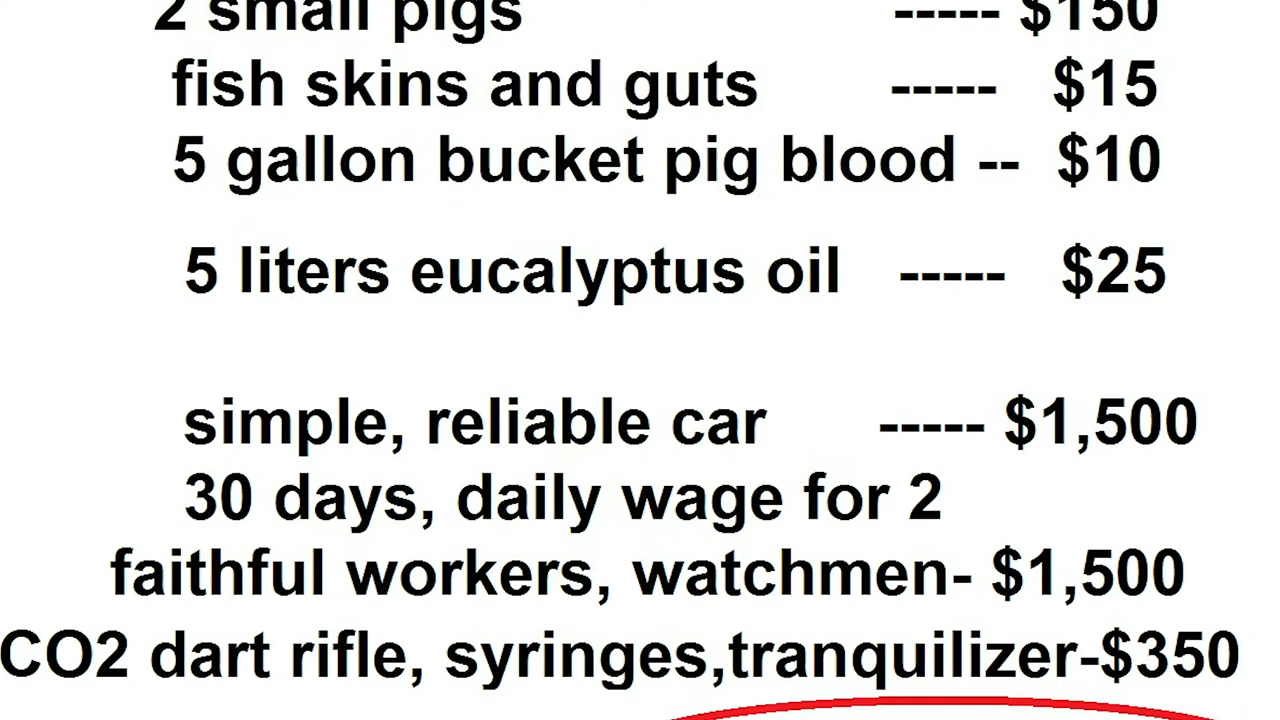 2 small pigs ----- $150
fish skins and guts ----- $15
5 gallon bucket pig blood -- $10
5 liters eucalyptus oil ----- $25
simple, reliable car ----- $1,500
30 days, daily wage for 2
faithful workers, watchmen- $1,500
CO2 dart rifle, syringes,tranquilizer-$350